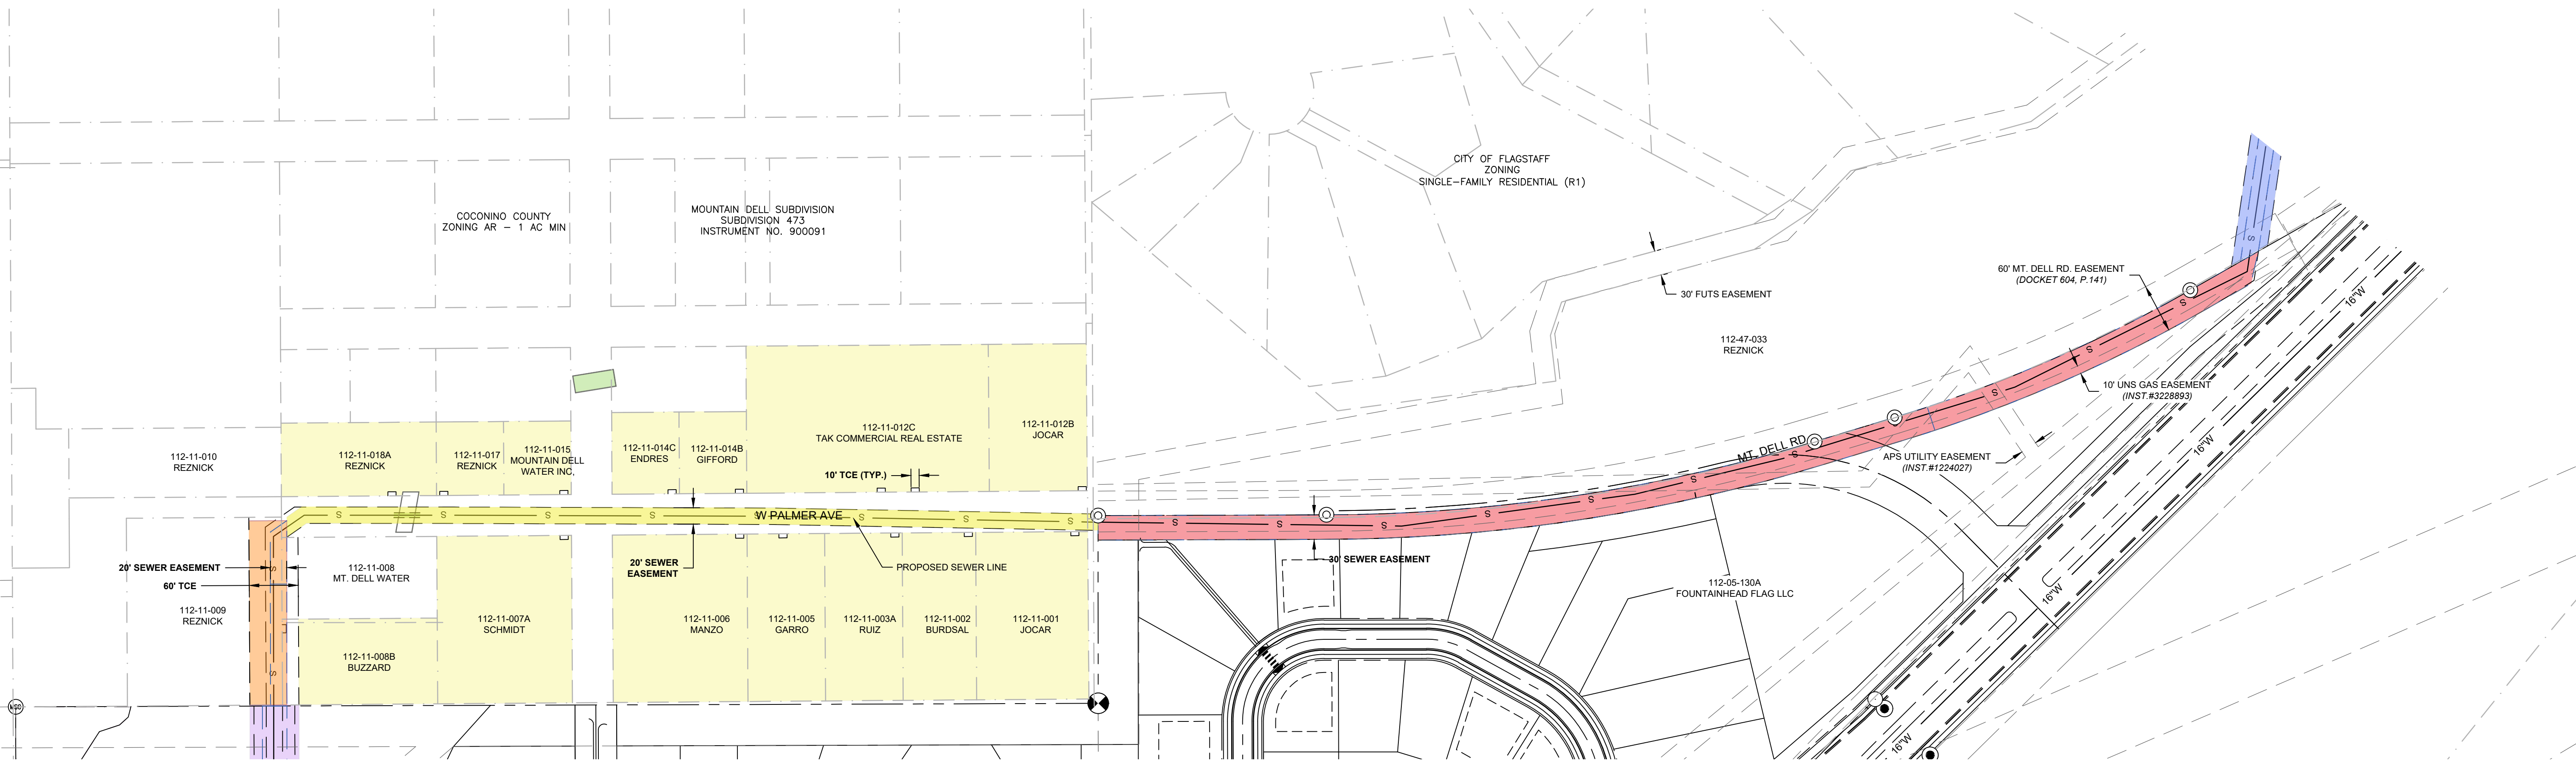 CITY OF FLAGSTAFF
ZONING
SINGLE-FAMILY RESIDENTIAL (R1)
COCONINO COUNTY
ZONING AR - 1 AC MIN
MOUNTAIN DELL SUBDIVISION
SUBDIVISION 473
INSTRUMENT NO. 900091
60' MT. DELL RD. EASEMENT
(DOCKET 604, P.141)
30' FUTS EASEMENT
112-47-033
REZNICK
S
16"W
S
S
10' UNS GAS EASEMENT
(INST.#3228893)
S
112-11-010
REZNICK
112-11-018A
REZNICK
112-11-017
REZNICK
112-11-015
MOUNTAIN DELL
WATER INC.
112-11-014C
ENDRES
112-11-014B
GIFFORD
112-11-012C
TAK COMMERCIAL REAL ESTATE
112-11-012B
JOCAR
10' TCE (TYP.)
MT. DELL RD
S
APS UTILITY EASEMENT
(INST.#1224027)
16"W
S
S
S
S
S
W PALMER AVE
S
S
S
S
S
S
S
S
S
S
20' SEWER EASEMENT
60' TCE
S
112-11-008
MT. DELL WATER
20' SEWER
EASEMENT
PROPOSED SEWER LINE
30' SEWER EASEMENT
112-05-130A
FOUNTAINHEAD FLAG LLC
16"W
112-11-009
REZNICK
112-11-007A
SCHMIDT
112-11-006
MANZO
112-11-005
GARRO
112-11-003A
RUIZ
112-11-002
BURDSAL
112-11-001
JOCAR
112-11-008B
BUZZARD
S
16"W